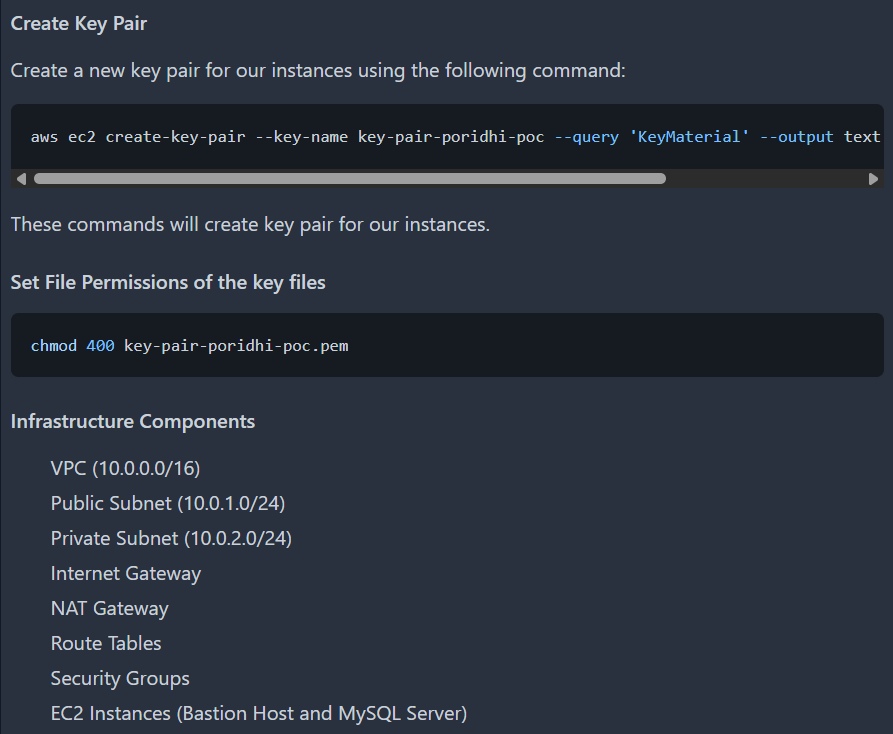 Create Key Pair
Create a new key pair for our instances using the following command:
aws ec2 create-key-pair --key-name key-pair-poridhi-poc --query 'KeyMaterial' --output text
These commands will create key pair for our instances.
Set File Permissions of the key files
chmod 400 key-pair-poridhi-poc.pem
Infrastructure Components
VPC (10.0.0.0/16)
Public Subnet (10.0.1.0/24)
Private Subnet (10.0.2.0/24)
Internet Gateway
NAT Gateway
Route Tables
Security Groups
EC2 Instances (Bastion Host and MySQL Server)